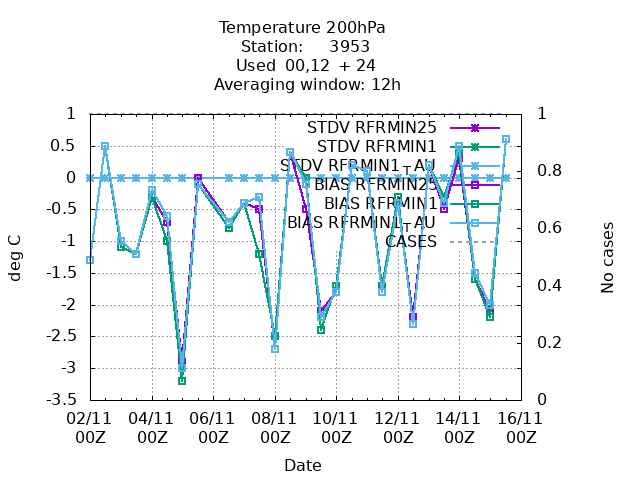 Temperature 200hPa
Station: 3953
Used 00,12 + 24
Averaging window: 12h
deg C
1
0.5
0
-0.5
-1
-1.5
-2
-2.5
-3
-3.5
STDV RFRMIN25
STDV RFRMIN1
STDV RFRMIN1_AU
BIAS RFRMIN25
BIAS RFRMIN1
BIAS RFRMIN1_AU
CASES
1
0.8
0.6
0.4
0.2
0
No cases
02/11 04/11 06/11 08/11 10/11 12/11 14/11 16/11
00Z 00Z 00Z 00Z 00Z 00Z 00Z 00Z
Date